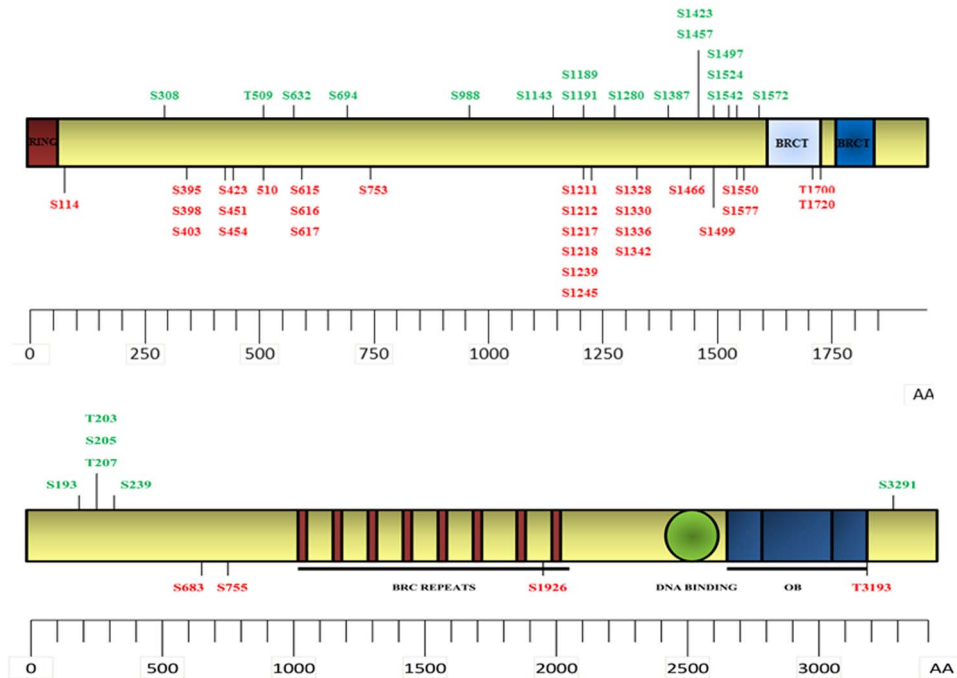 S1423
S1457
S1497
S1189 S1524
S308 T509 S632 S694 S988 S1143 S1191 S1280 S1387 S1542 S1572
RING BRCT BRCT
S395 S423 510 S615 S753 S1211 S1328 S1466 S1550 T1700
S114 S398 S451 S616 S1212 S1330 S1577 T1720
S403 S454 S617 S1217 S1336 S1499
S1218 S1342
S1239
S1245
0 250 500 750 1000 1250 1500 1750
AA
T203
S205
T207
S193 S239 S3291
S683 S755 BRC REPEATS S1926 DNA BINDING OB T3193
0 500 1000 1500 2000 2500 3000 AA